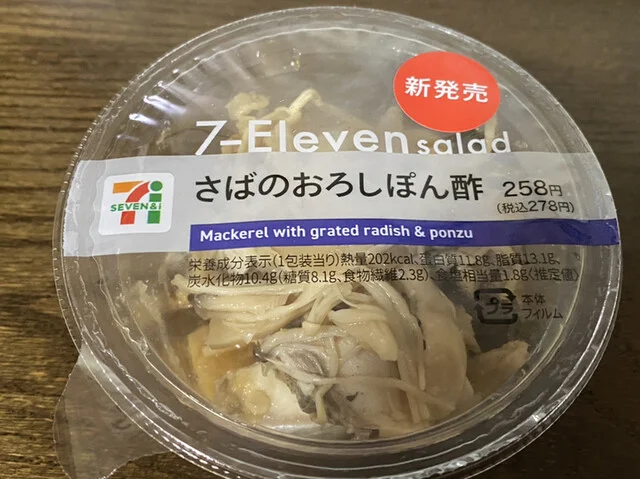 新発売
7-Eleven salad
SEVEN&i
さばのおろしぽん酢 258円
(税込278円)
Mackerel with grated radish & ponzu
栄養成分表示(1包装当り)熱量202kcal、蛋白質11.8g、脂質13.1g、
炭水化物10.4g(糖質8.1g、食物繊維2.3g)、食塩相当量1.8g(推定値)
プラ
本体
フィルム